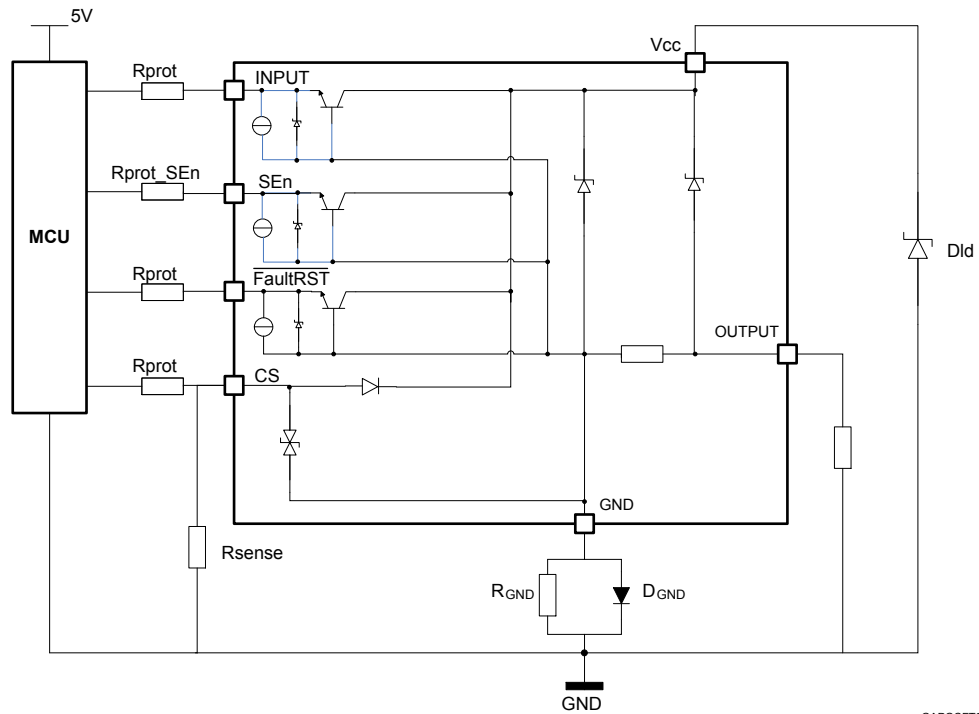 5V
Vcc
Rprot
INPUT
Rprot_SEn
SEn
MCU
Dld
Rprot
FaultRST
OUTPUT
Rprot
CS
GND
Rsense
RGND
DGND
GND